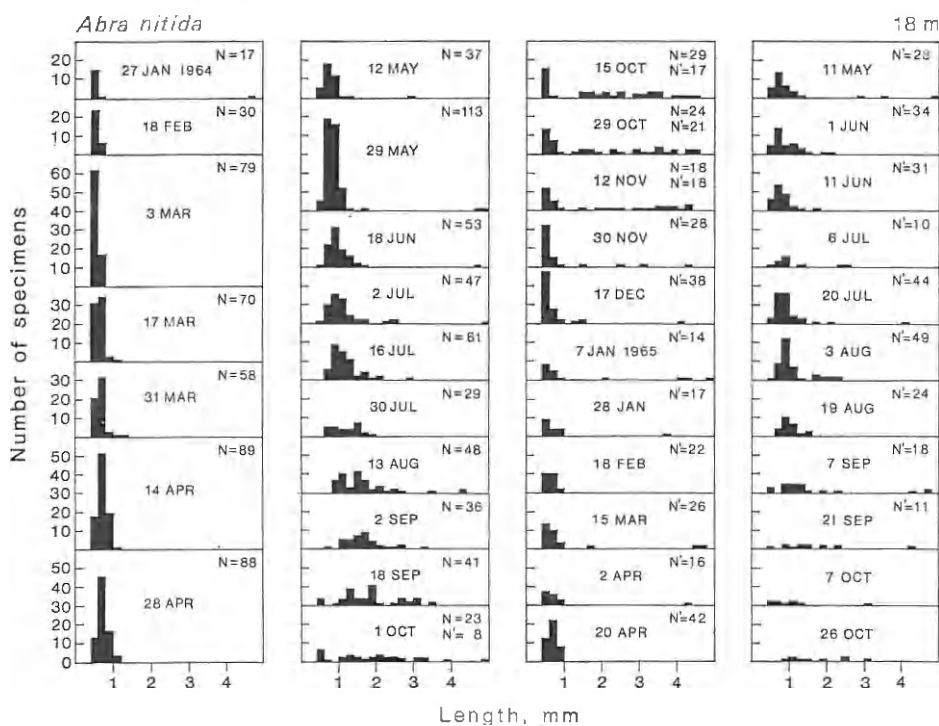 Abra nitida
18 m
Number of specimens
20
10
N=17
27 JAN 1964
20
10
N=30
18 FEB
60
50
40
30
20
10
N=79
3 MAR
30
20
10
N=70
17 MAR
30
20
10
N=58
31 MAR
50
40
30
20
10
N=89
14 APR
50
40
30
20
10
0
N=88
28 APR
1 2 3 4
N=37
12 MAY
N=113
29 MAY
N=53
18 JUN
N=47
2 JUL
N=61
16 JUL
N=29
30 JUL
N=48
13 AUG
N=36
2 SEP
N=41
18 SEP
N=23
N'= 8
1 OCT
1 2 3 4
N=29
N'=17
15 OCT
N=24
N'=21
29 OCT
N=18
N'=18
12 NOV
N'=28
30 NOV
N'=38
17 DEC
N'=14
7 JAN 1965
N'=17
28 JAN
N'=22
18 FEB
N'=26
15 MAR
N'=16
2 APR
N'=42
20 APR
1 2 3 4
N'=28
11 MAY
N'=34
1 JUN
N'=31
11 JUN
N'=10
6 JUL
N'=44
20 JUL
N'=49
3 AUG
N'=24
19 AUG
N'=18
7 SEP
N'=11
21 SEP
7 OCT
26 OCT
1 2 3 4
Length, mm